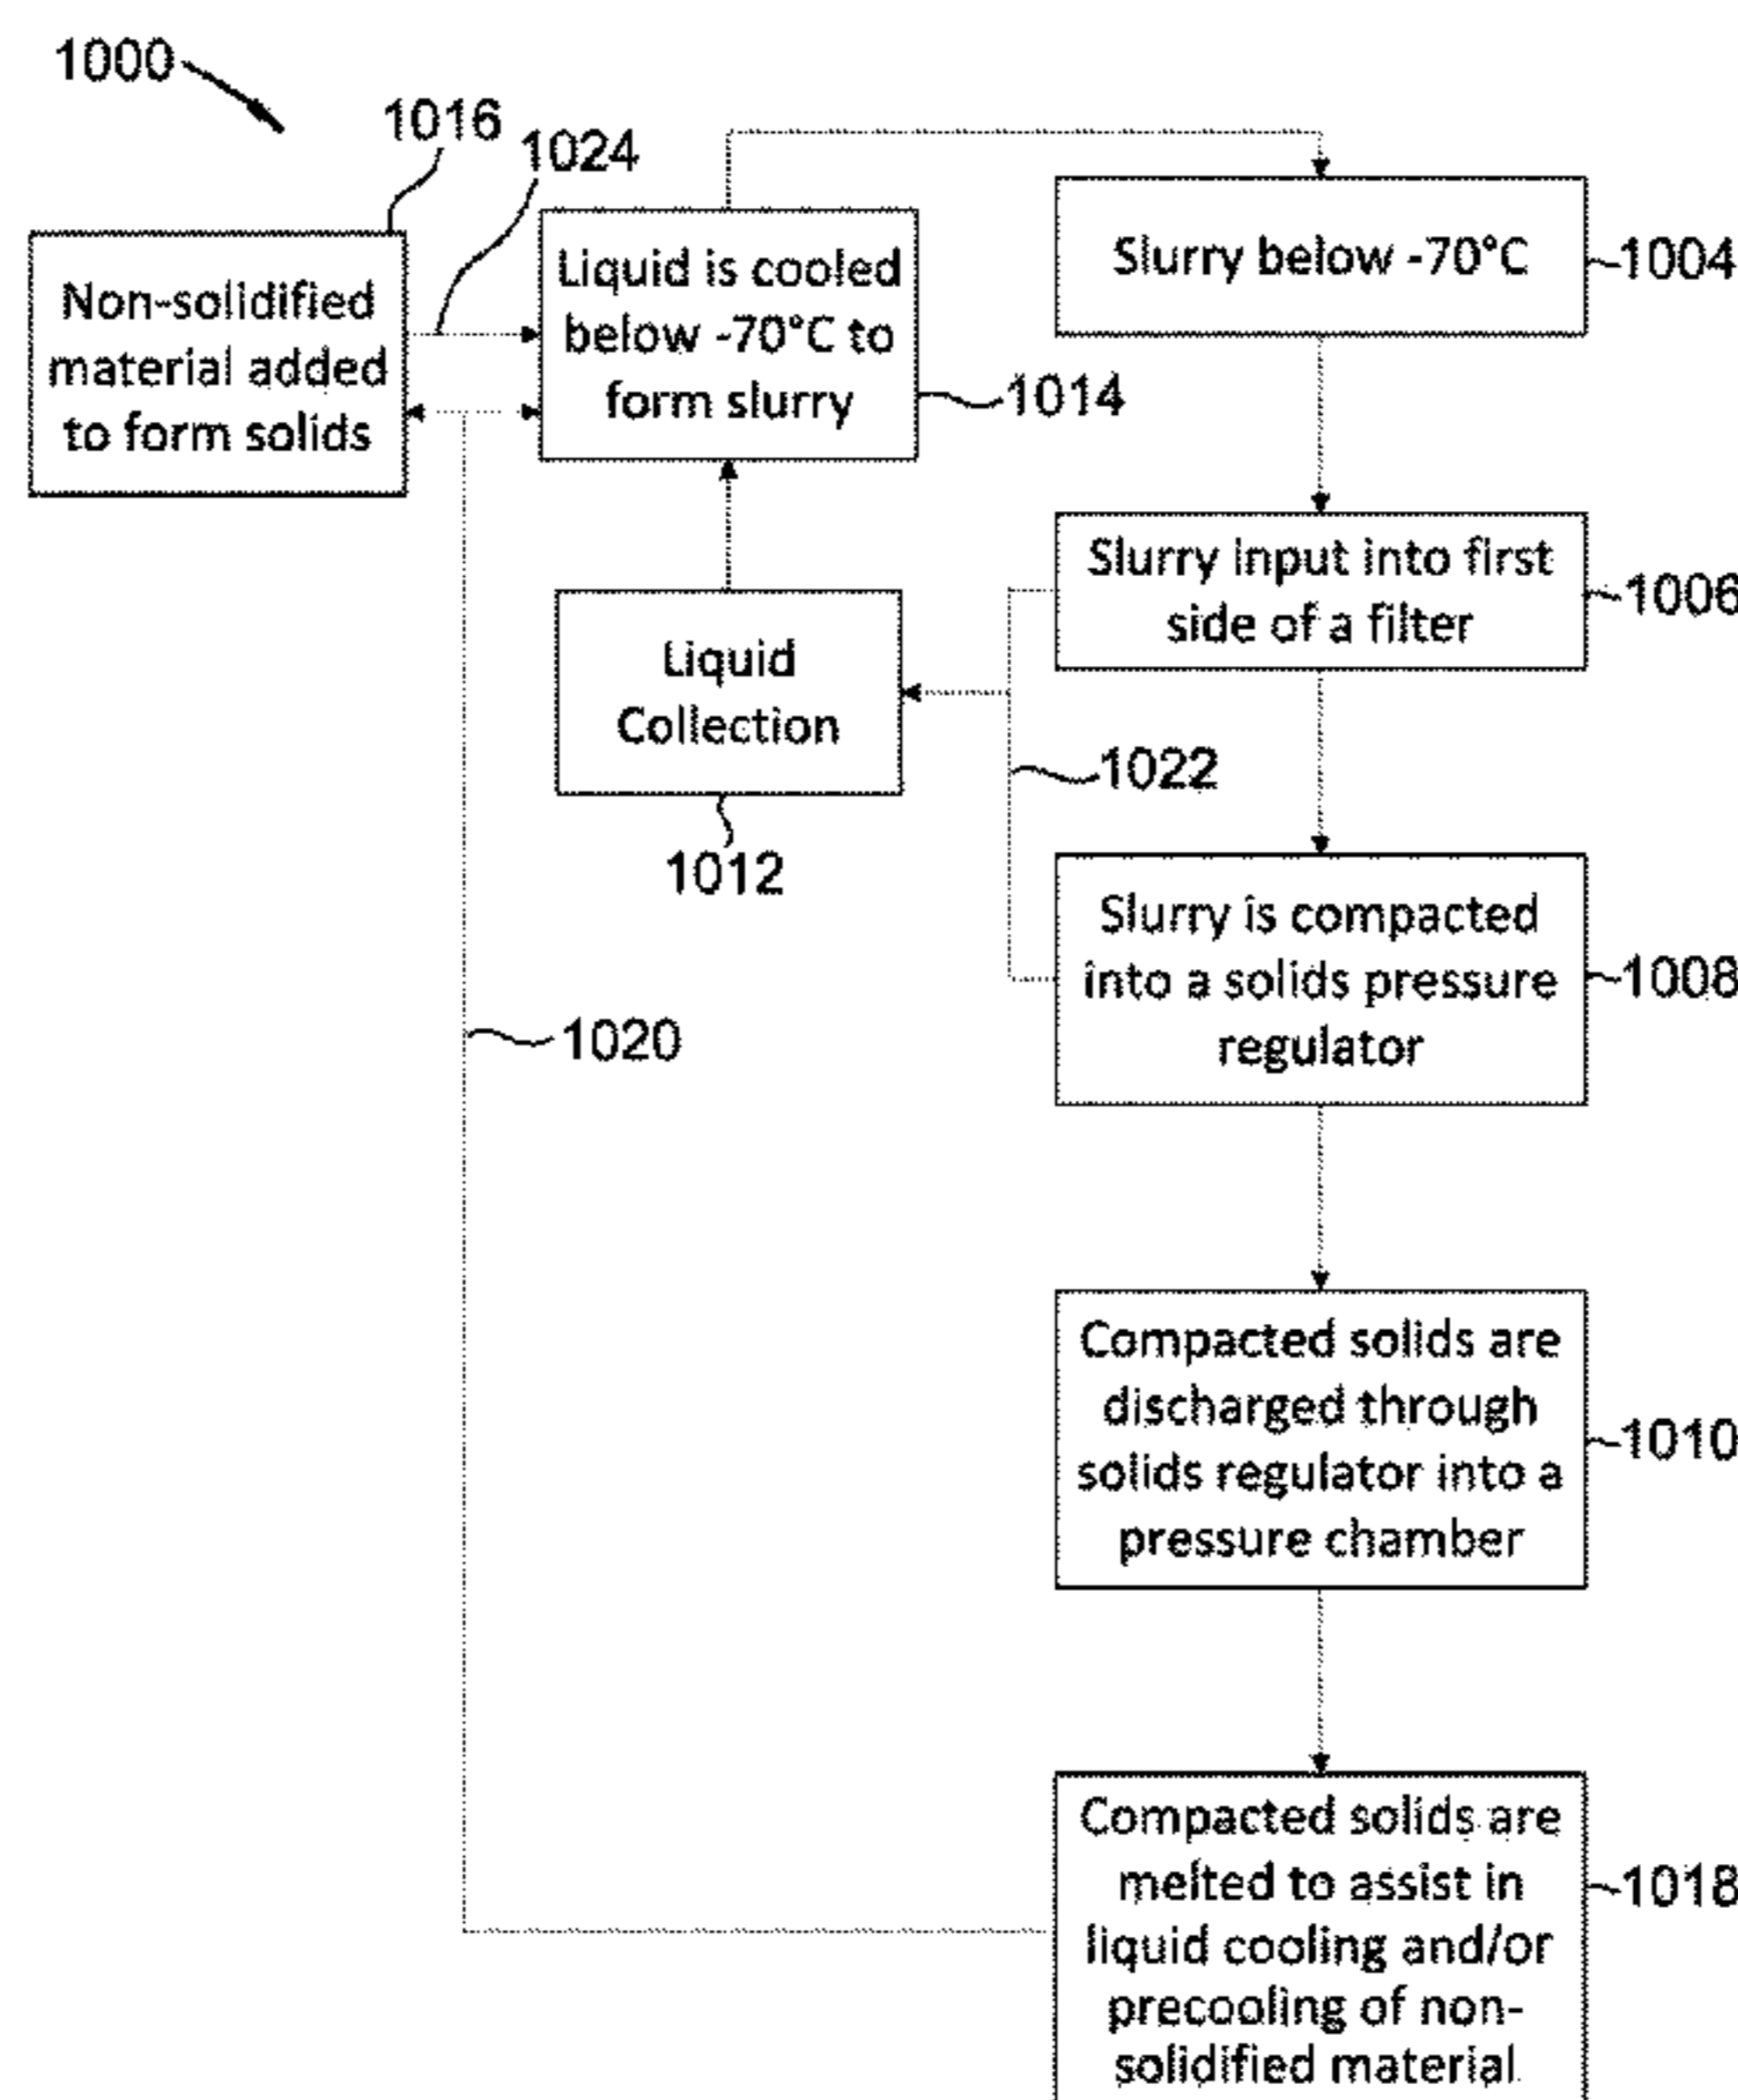 1000
1016
1024
Non-solidified
material added
to form solids
Liquid is cooled
below -70°C to
form slurry
1014
Slurry below -70°C
1004
Slurry input into first
side of a filter
1006
Liquid
Collection
1012
1022
Slurry is compacted
into a solids pressure
regulator
1008
1020
Compacted solids are
discharged through
solids regulator into a
pressure chamber
1010
Compacted solids are
melted to assist in
liquid cooling and/or
precooling of non-
solidified material
1018